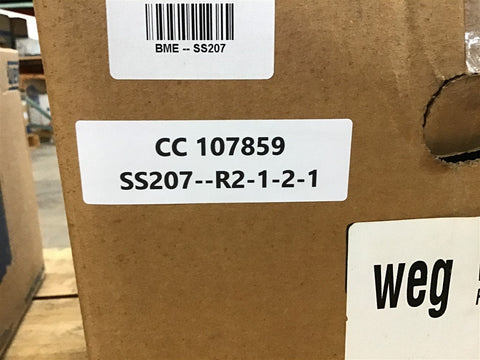 BME -- SS207
CC 107859
SS207--R2-1-2-1
weg